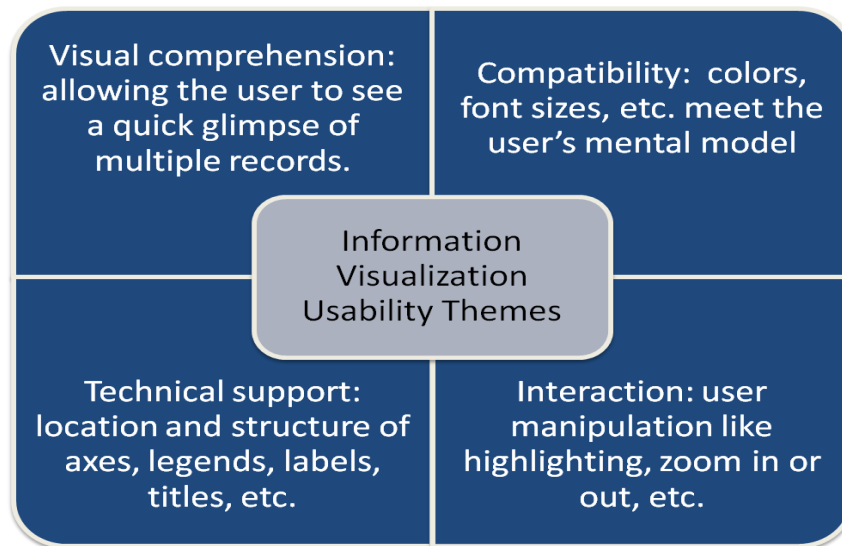 Visual comprehension:
allowing the user to see
a quick glimpse of
multiple records.
Compatibility:  colors,
font sizes, etc. meet the
user’s mental model
Information
Visualization
Usability Themes
Technical support:
location and structure of
axes, legends, labels,
titles, etc.
Interaction: user
manipulation like
highlighting, zoom in or
out, etc.